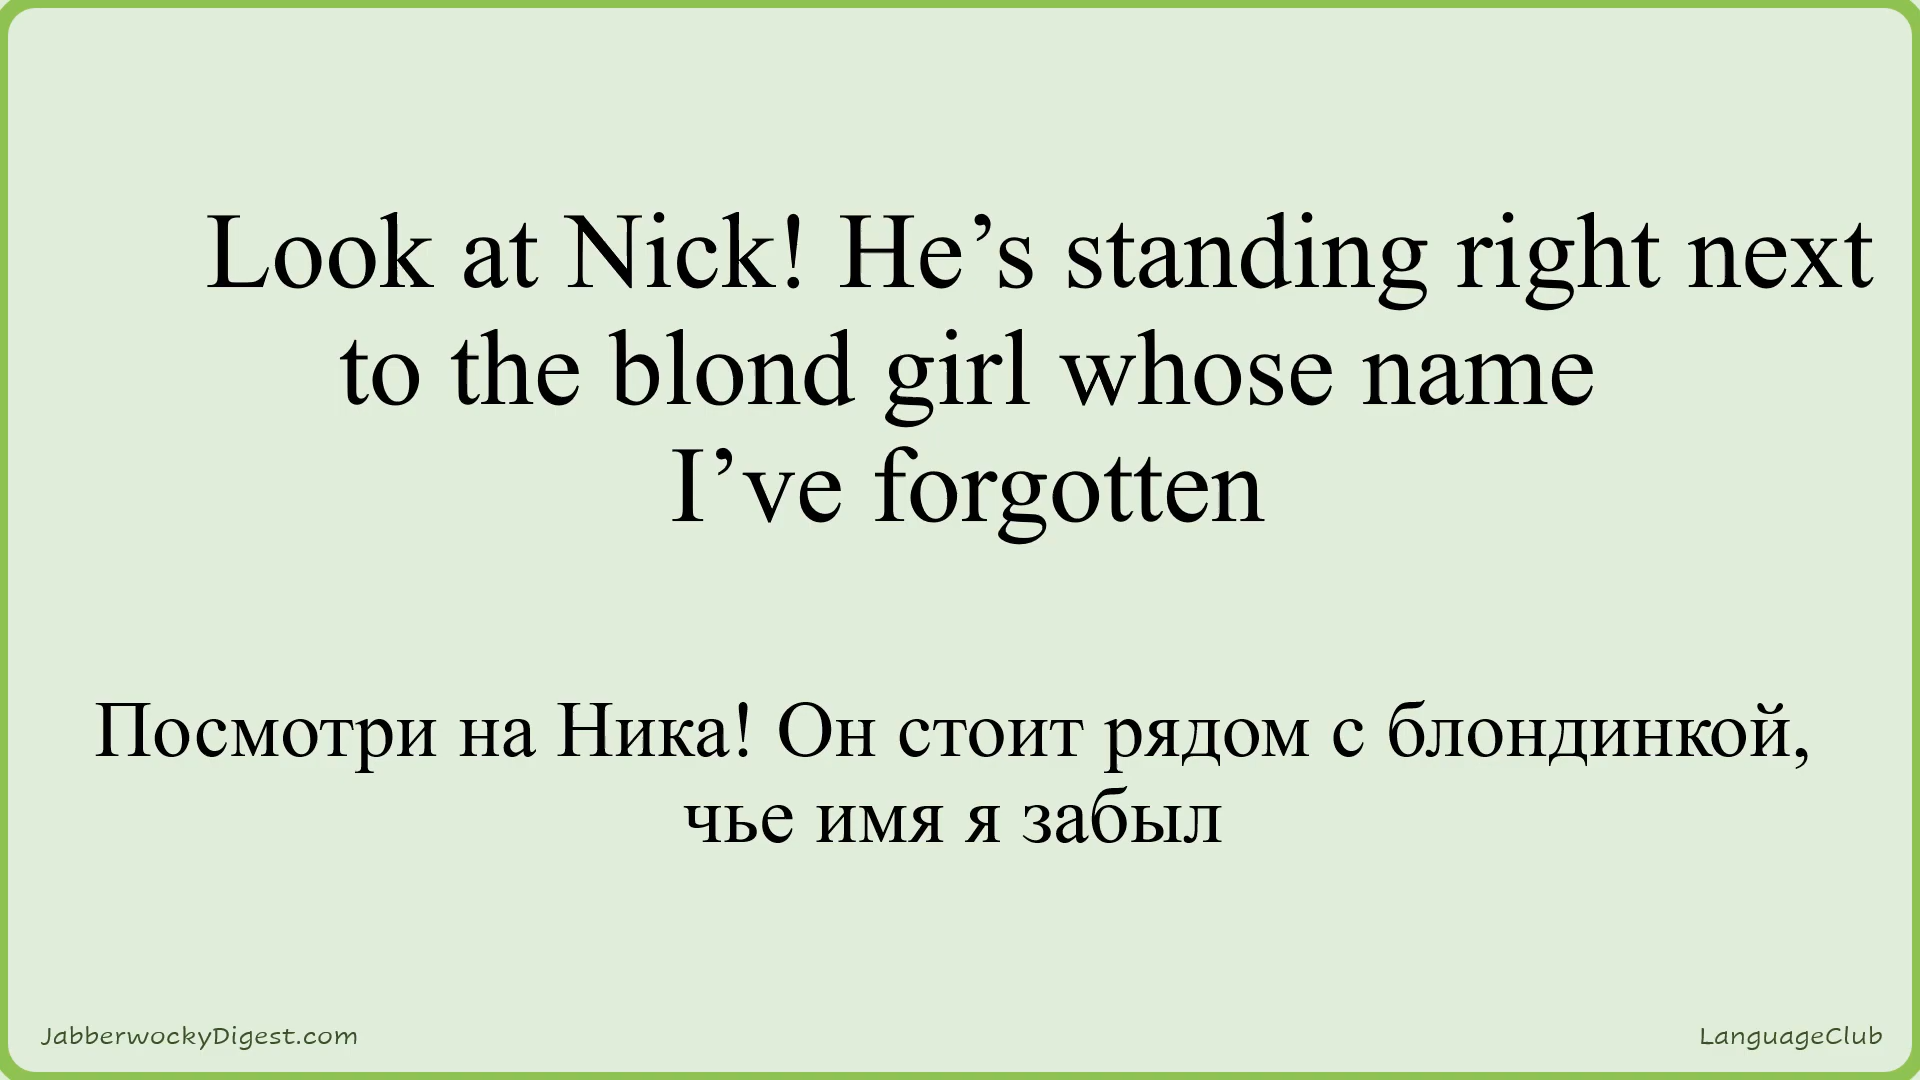 Look at Nick! He’s standing right next
to the blond girl whose name
I’ve forgotten
Посмотри на Ника! Он стоит рядом с блондинкой,
чье имя я забыл
JabberwockyDigest.com
LanguageClub